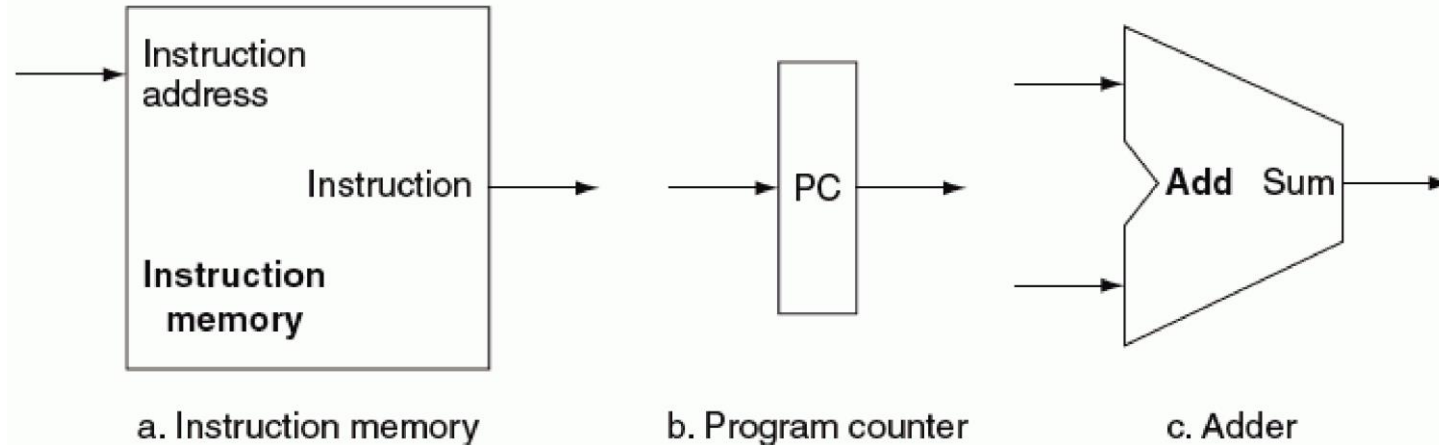 Instruction
address
Instruction
Instruction
memory
PC
Add Sum
a. Instruction memory
b. Program counter
c. Adder